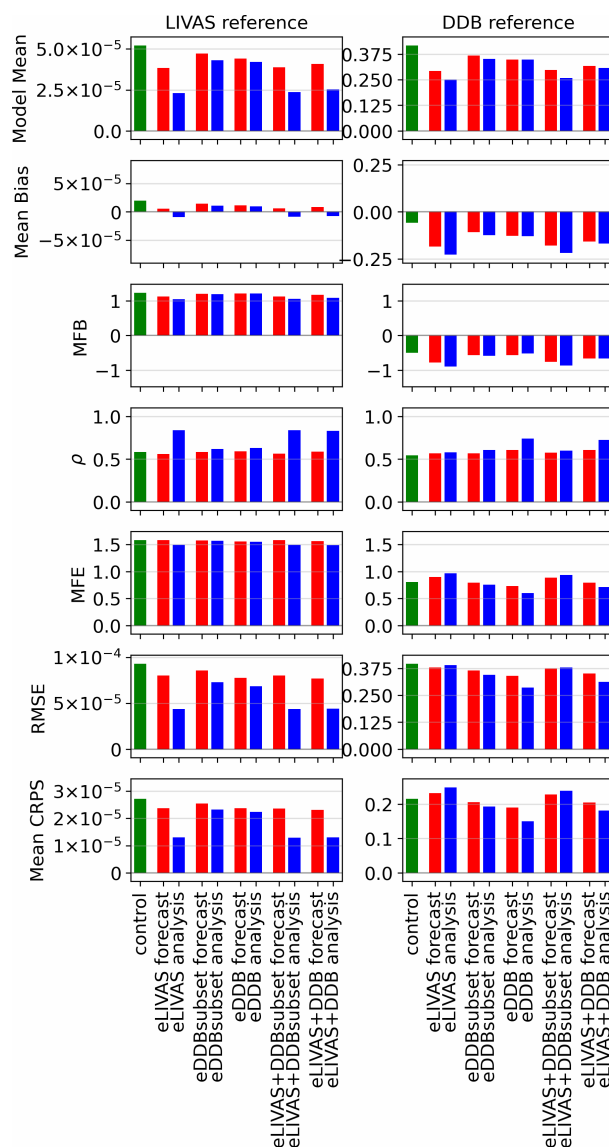 LIVAS reference
DDB reference
Model Mean
5.0×10⁻⁵
2.5×10⁻⁵
0.0
0.375
0.250
0.125
0.000
Mean Bias
5×10⁻⁵
0
−5×10⁻⁵
0.25
0.00
−0.25
MFB
1
0
−1
1
0
−1
ρ
1.0
0.5
0.0
1.0
0.5
0.0
MFE
1.5
1.0
0.5
0.0
1.5
1.0
0.5
0.0
RMSE
1×10⁻⁴
5×10⁻⁵
0
0.375
0.250
0.125
0.000
Mean CRPS
3×10⁻⁵
2×10⁻⁵
1×10⁻⁵
0
0.2
0.1
0.0
control
eLIVAS forecast
eLIVAS analysis
eDDBsubset forecast
eDDBsubset analysis
eDDB forecast
eDDB analysis
eLIVAS+DDBsubset forecast
eLIVAS+DDBsubset analysis
eLIVAS+DDB forecast
eLIVAS+DDB analysis
control
eLIVAS forecast
eLIVAS analysis
eDDBsubset forecast
eDDBsubset analysis
eDDB forecast
eDDB analysis
eLIVAS+DDBsubset forecast
eLIVAS+DDBsubset analysis
eLIVAS+DDB forecast
eLIVAS+DDB analysis